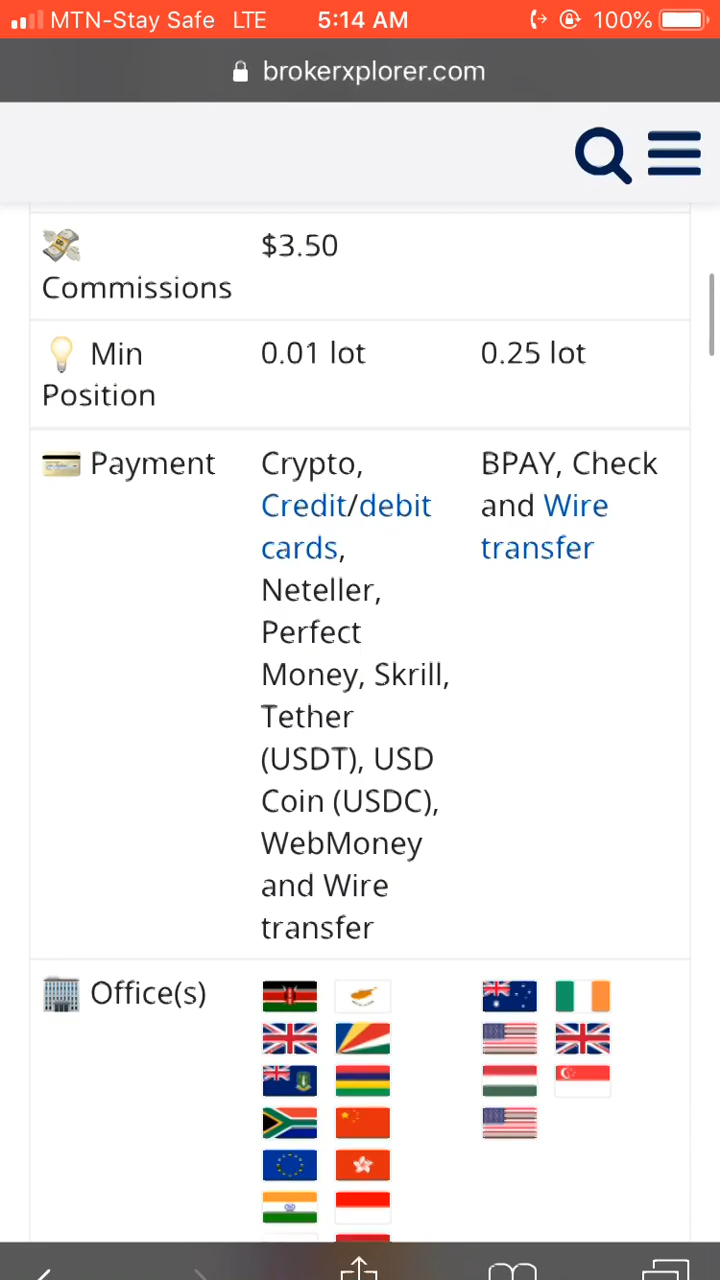 MTN-Stay Safe LTE 5:14 AM 100%
brokerxplorer.com
$3.50
Commissions
Min 0.01 lot 0.25 lot
Position
Payment Crypto, BPAY, Check
Credit/debit and Wire
cards, transfer
Neteller,
Perfect
Money, Skrill,
Tether
(USDT), USD
Coin (USDC),
WebMoney
and Wire
transfer
Office(s)